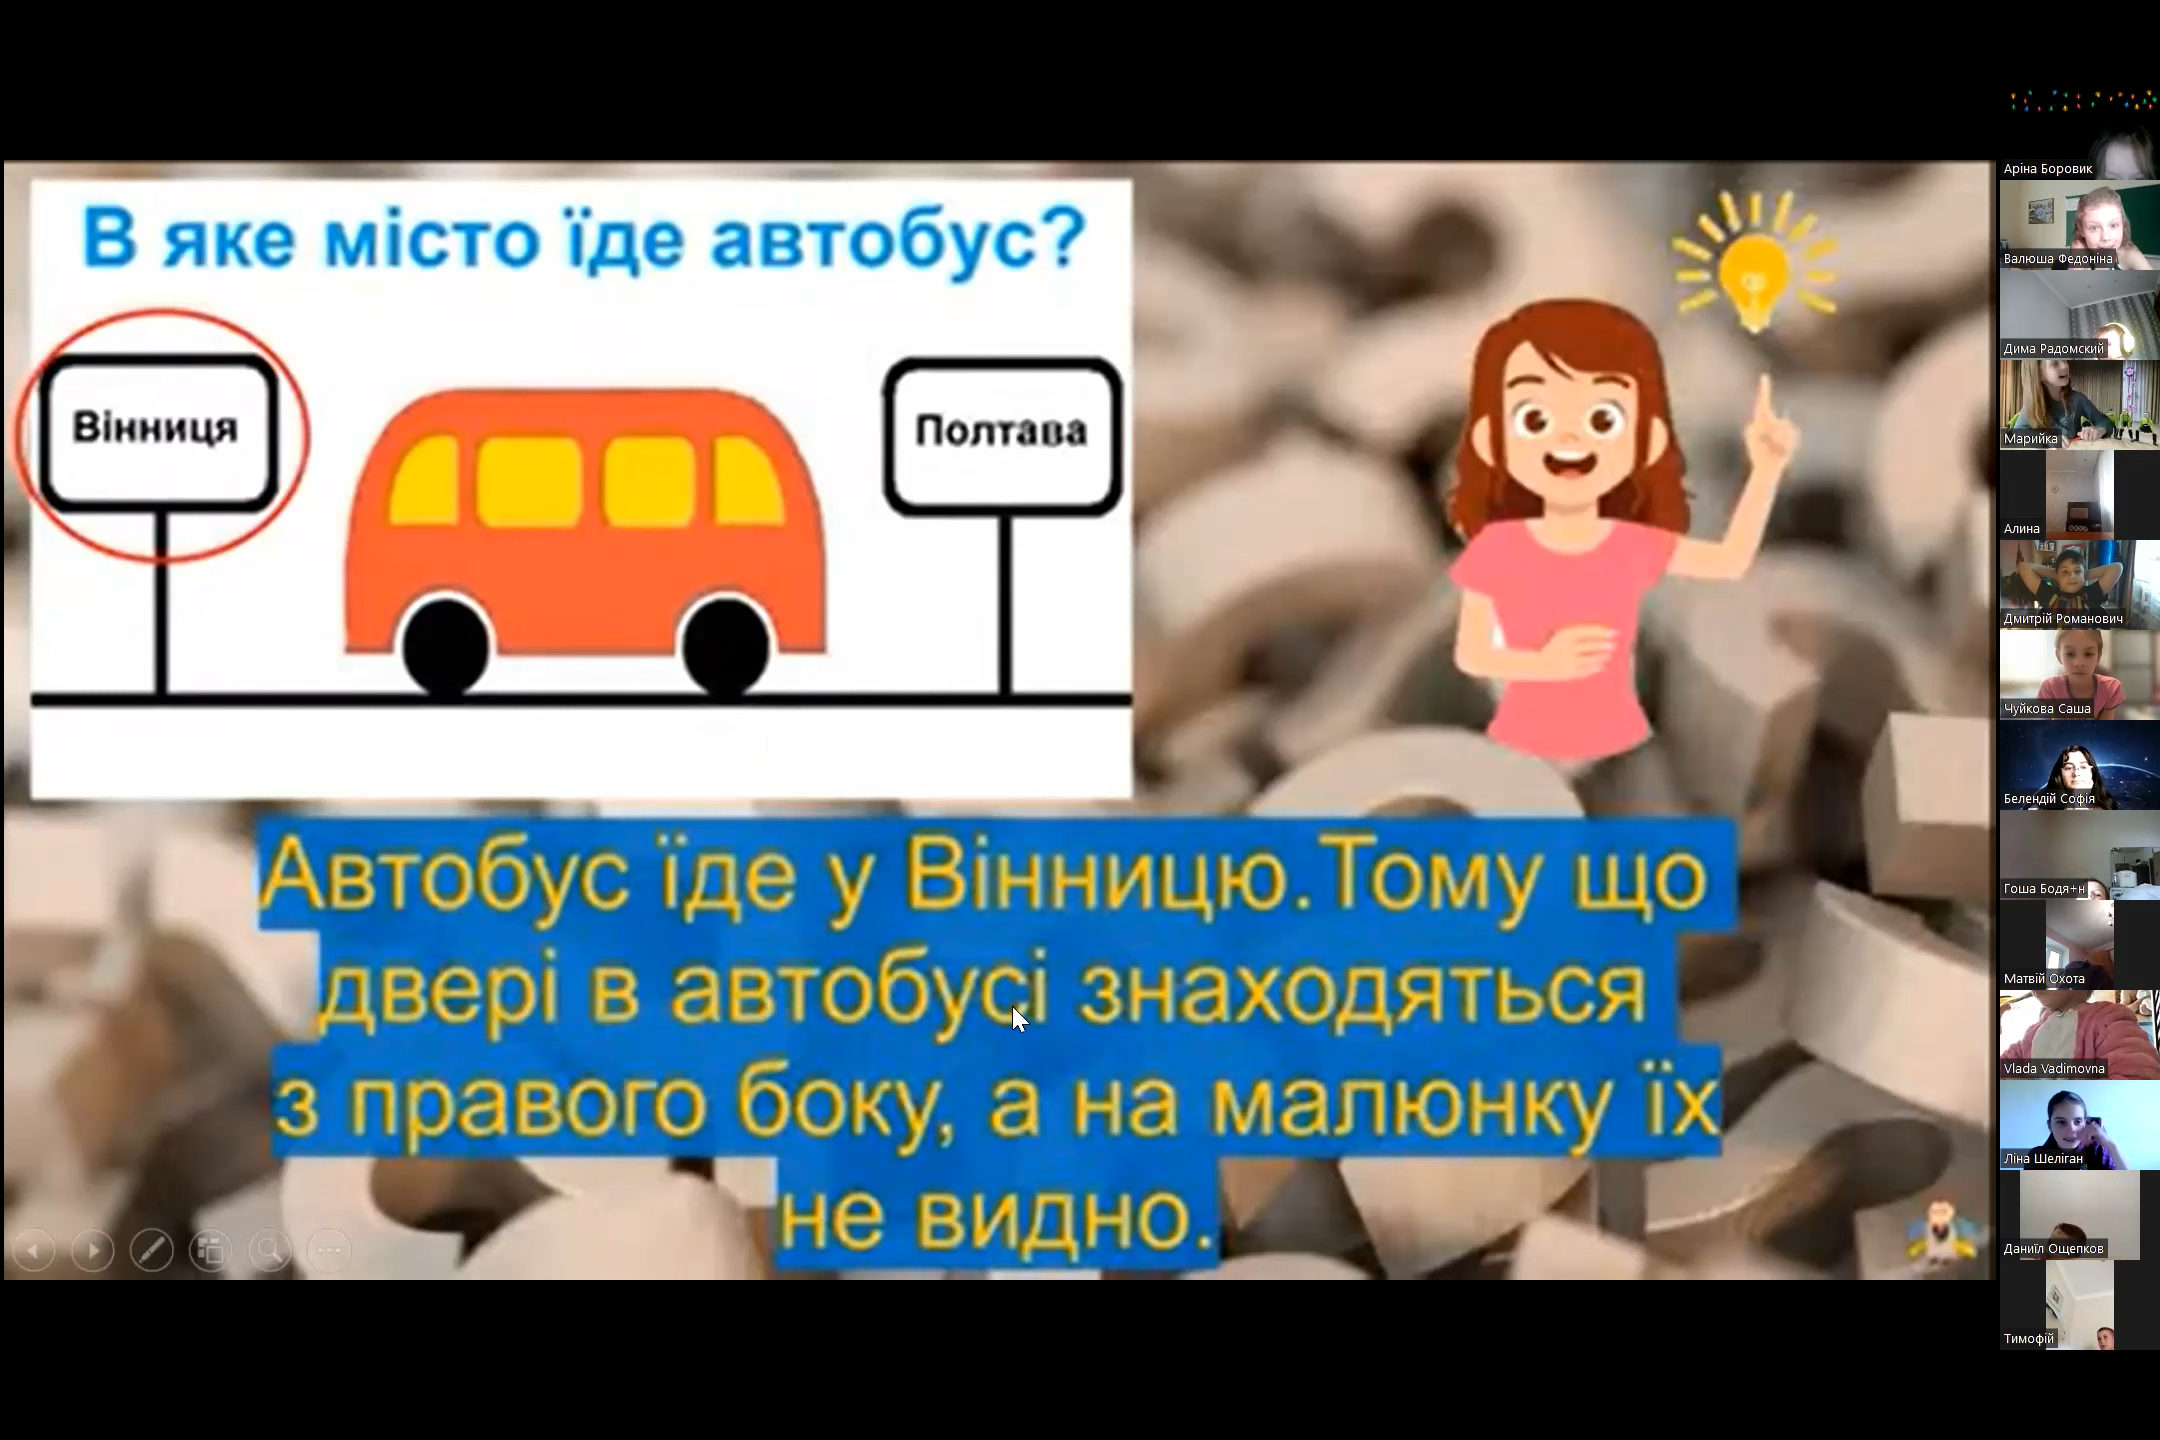 В яке місто їде автобус?
Вінниця
Полтава
Автобус їде у Вінницю.Тому що
двері в автобусі знаходяться
з правого боку, а на малюнку їх
не видно.
Аріна Боровик
Валюша Федоніна
Дима Радомский
Марийка
Алина
Дмитрій Романович
Чуйкова Саша
Белендій Софія
Гоша Бодя+н
Матвій Охота
Vlada Vadimovna
Ліна Шеліган
Даниїл Ощепков
Тимофій